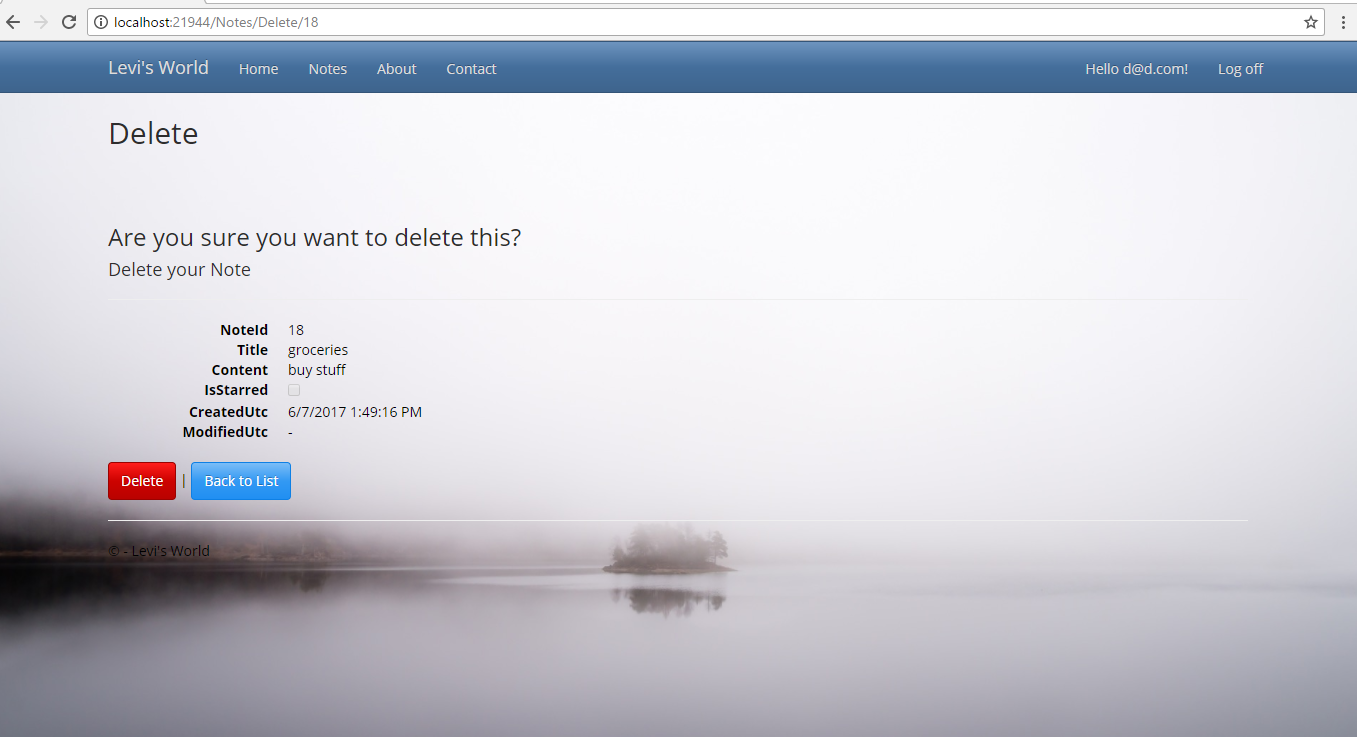 localhost:21944/Notes/Delete/18
Levi's World Home Notes About Contact Hello d@d.com! Log off
Delete
Are you sure you want to delete this?
Delete your Note
NoteId 18
Title groceries
Content buy stuff
IsStarred
CreatedUtc 6/7/2017 1:49:16 PM
ModifiedUtc -
Delete | Back to List
© - Levi's World